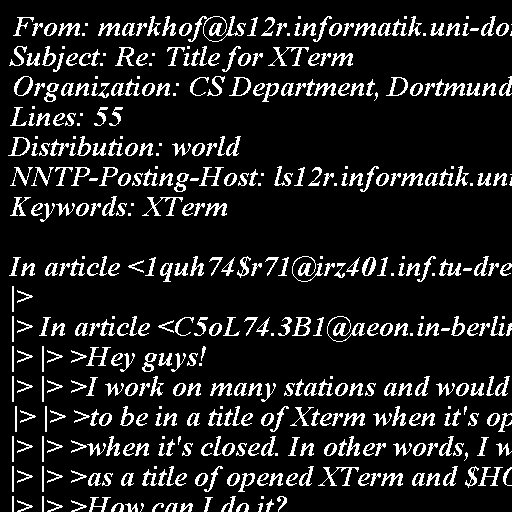 From: markhof@ls12r.informatik.uni-do
Subject: Re: Title for XTerm
Organization: CS Department, Dortmund
Lines: 55
Distribution: world
NNTP-Posting-Host: ls12r.informatik.uni
Keywords: XTerm

In article <1quh74$r71@irz401.inf.tu-dre
|>
|> In article <C5oL74.3B1@aeon.in-berlin
|> |> >Hey guys!
|> |> >I work on many stations and would
|> |> >to be in a title of Xterm when it's op
|> |> >when it's closed. In other words, I w
|> |> >as a title of opened XTerm and $HO
|> |> >How can I do it?